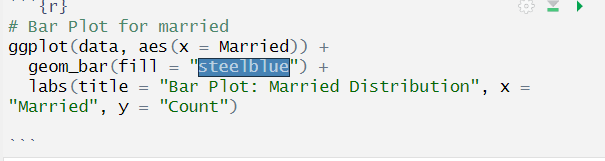 ```{r}
# Bar Plot for married
ggplot(data, aes(x = Married)) +
  geom_bar(fill = "steelblue") +
  labs(title = "Bar Plot: Married Distribution", x =
"Married", y = "Count")
```